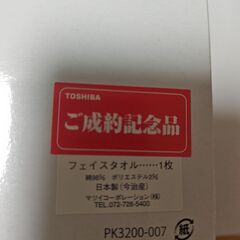 TOSHIBA
ご成約記念品
フェイスタオル……1枚
綿98% ポリエステル2%
日本製(今治産)
マツイコーポレーション(株)
TEL.072-728-5400
PK3200-007
紙